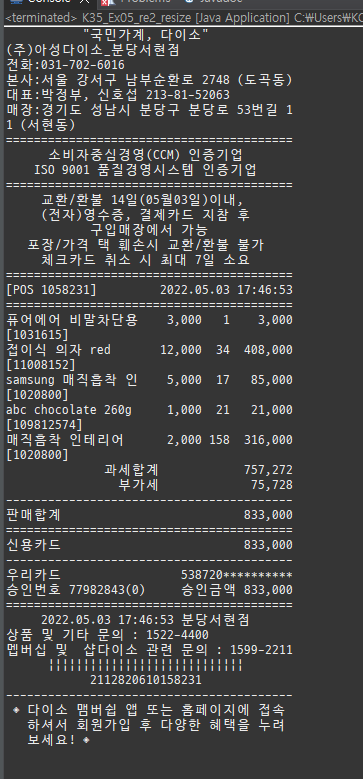 Console Problems Javadoc
<terminated> K35_Ex05_re2_resize [Java Application] C:\Users\KO
"국민가게, 다이소"
(주)아성다이소_분당서현점
전화:031-702-6016
본사:서울 강서구 남부순환로 2748 (도곡동)
대표:박정부, 신호섭 213-81-52063
매장:경기도 성남시 분당구 분당로 53번길 1
1 (서현동)
=========================================
소비자중심경영(CCM) 인증기업
ISO 9001 품질경영시스템 인증기업
=========================================
교환/환불 14일(05월03일)이내,
(전자)영수증, 결제카드 지참 후
구입매장에서 가능
포장/가격 택 훼손시 교환/환불 불가
체크카드 취소 시 최대 7일 소요
=========================================
[POS 1058231] 2022.05.03 17:46:53
=========================================
퓨어에어 비말차단용 3,000 1 3,000
[1031615]
접이식 의자 red 12,000 34 408,000
[11008152]
samsung 매직흡착 인 5,000 17 85,000
[1020800]
abc chocolate 260g 1,000 21 21,000
[109812574]
매직흡착 인테리어 2,000 158 316,000
[1020800]
과세합계 757,272
부가세 75,728
-----------------------------------------
판매합계 833,000
=========================================
신용카드 833,000
-----------------------------------------
우리카드 538720**********
승인번호 77982843(0) 승인금액 833,000
=========================================
2022.05.03 17:46:53 분당서현점
상품 및 기타 문의 : 1522-4400
멥버십 및 샵다이소 관련 문의 : 1599-2211
¦¦¦¦¦¦¦¦¦¦¦¦¦¦¦¦¦¦¦¦¦¦¦¦¦¦¦¦
2112820610158231
-----------------------------------------
◈ 다이소 맴버쉽 앱 또는 홈페이지에 접속
하셔서 회원가입 후 다양한 혜택을 누려
보세요! ◈